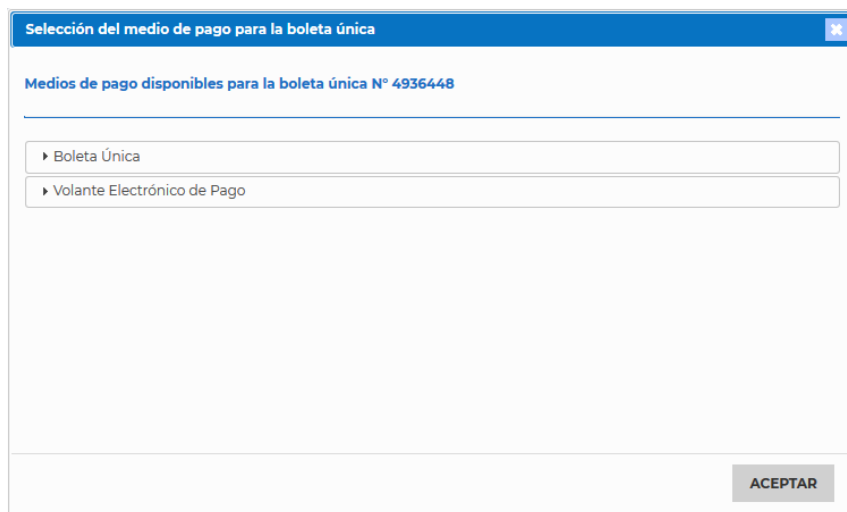 Selección del medio de pago para la boleta única
Medios de pago disponibles para la boleta única N° 4936448
Boleta Única
Volante Electrónico de Pago
ACEPTAR